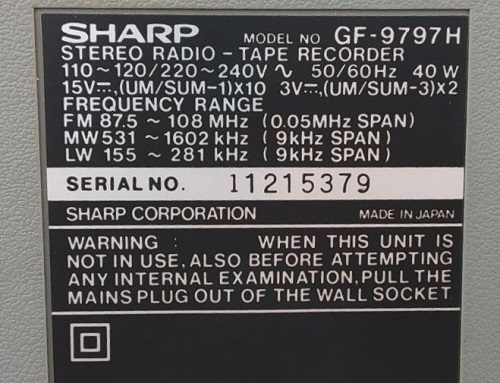 SHARP MODEL NO GF-9797H
STEREO RADIO - TAPE RECORDER
110~120/220~240V∿ 50/60Hz 40W
15V⎓,(UM/SUM-1)x10 3V⎓,(UM/SUM-3)x2
FREQUENCY RANGE
FM 87.5 ~ 108 MHz (0.05MHz SPAN)
MW 531 ~ 1602 kHz ( 9kHz SPAN)
LW 155 ~ 281 kHz ( 9kHz SPAN)
SERIAL NO. 11215379
SHARP CORPORATION MADE IN JAPAN
WARNING : WHEN THIS UNIT IS
NOT IN USE, ALSO BEFORE ATTEMPTING
ANY INTERNAL EXAMINATION, PULL THE
MAINS PLUG OUT OF THE WALL SOCKET